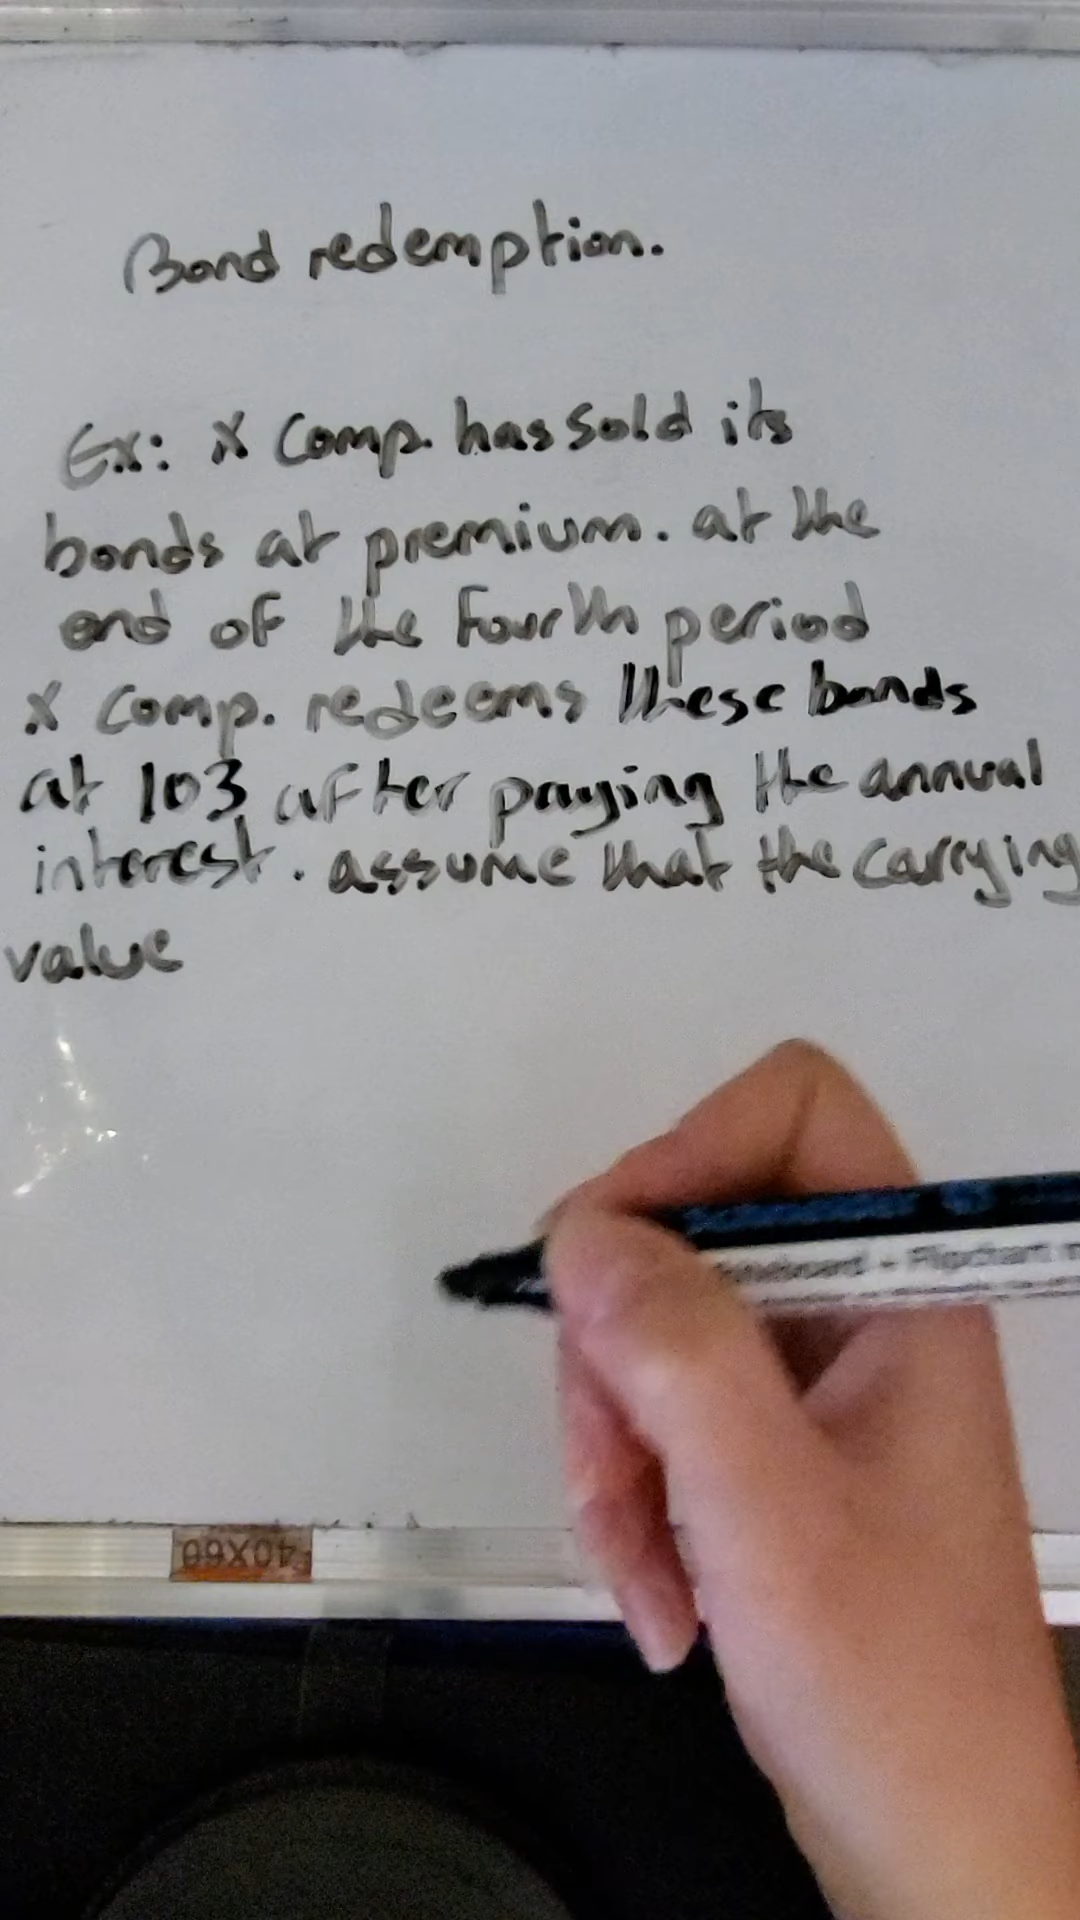 Bond redemption.
Ex: X Comp. has sold its
bonds at premium. at the
end of the fourth period
X Comp. redeems these bonds
at 103 after paying the annual
interest. assume that the carrying
value
40X60